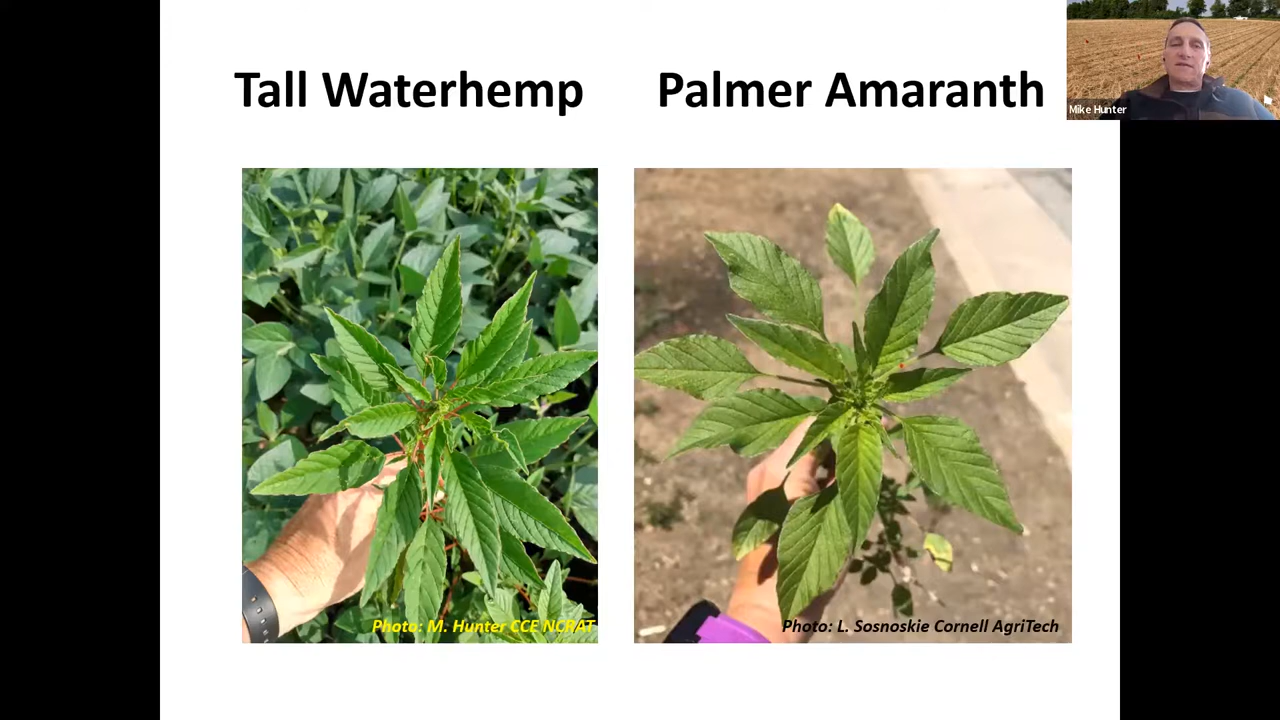 Tall Waterhemp
Palmer Amaranth
Mike Hunter
Photo: M. Hunter CCE NCRAT
Photo: L. Sosnoskie Cornell AgriTech